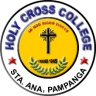 HOLY CROSS COLLEGE
STA. ANA, PAMPANGA